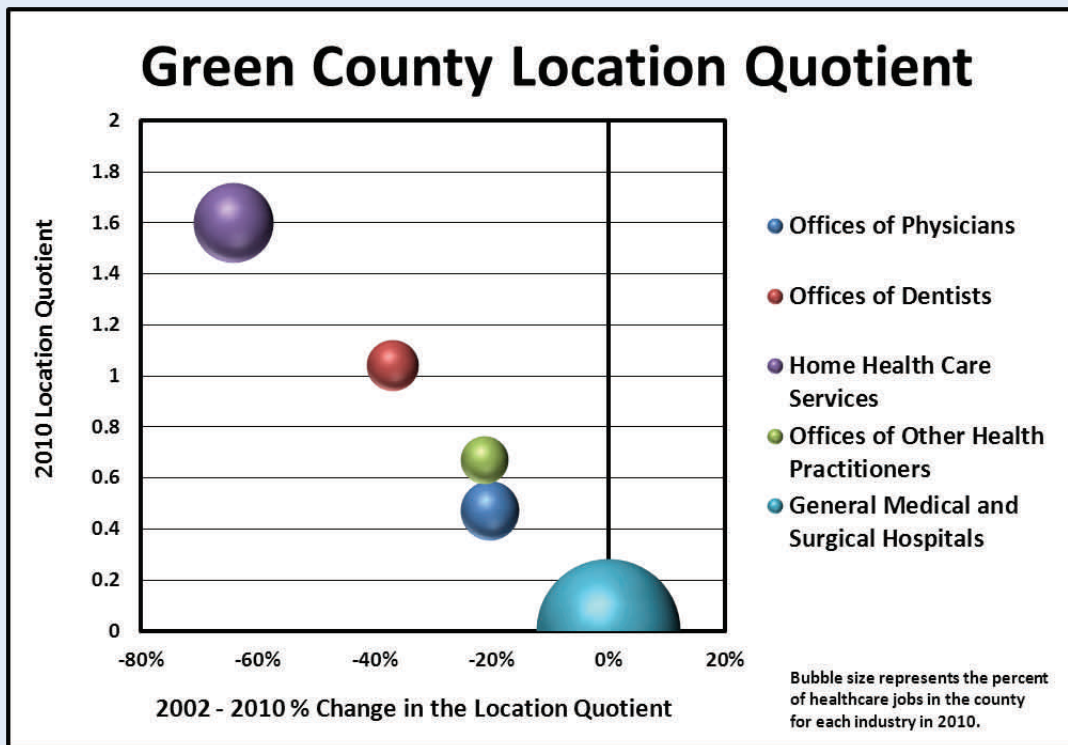 Green County Location Quotient
2010 Location Quotient
2
1.8
1.6
1.4
1.2
1
0.8
0.6
0.4
0.2
0
-80%
-60%
-40%
-20%
0%
20%
2002 - 2010 % Change in the Location Quotient
Offices of Physicians
Offices of Dentists
Home Health Care
Services
Offices of Other Health
Practitioners
General Medical and
Surgical Hospitals
Bubble size represents the percent
of healthcare jobs in the county
for each industry in 2010.